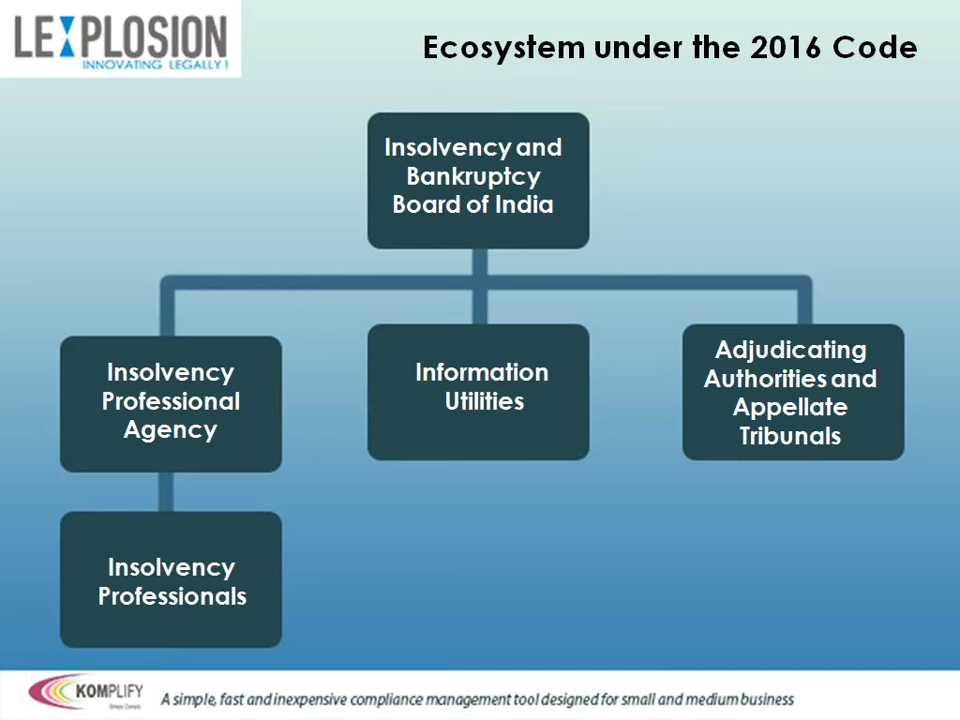 LEXPLOSION
INNOVATING LEGALLY!
Ecosystem under the 2016 Code
Insolvency and
Bankruptcy
Board of India
Insolvency
Professional
Agency
Information
Utilities
Adjudicating
Authorities and
Appellate
Tribunals
Insolvency
Professionals
KOMPLIFY
A simple, fast and inexpensive compliance management tool designed for small and medium business